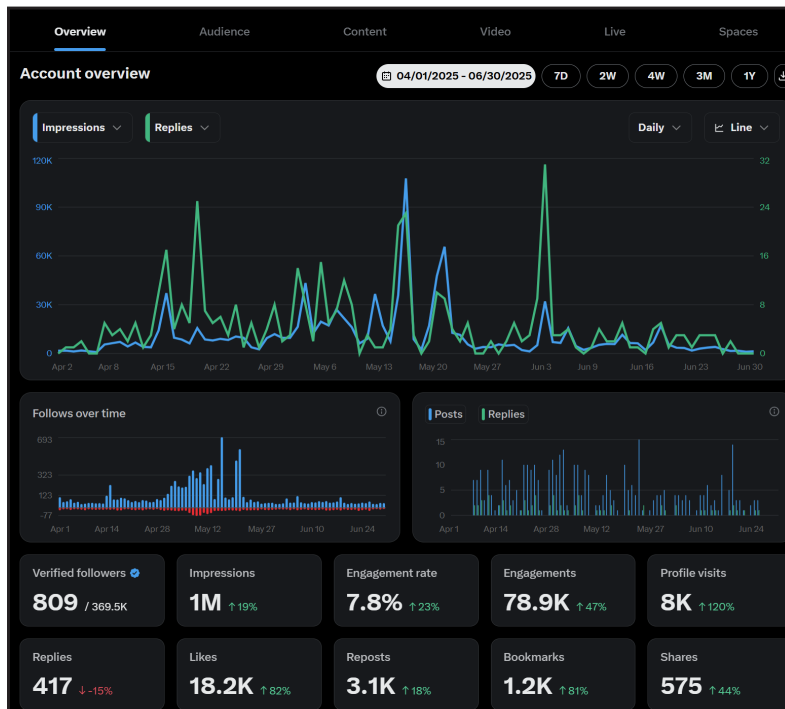 Overview Audience Content Video Live Spaces
Account overview
04/01/2025 - 06/30/2025 7D 2W 4W 3M 1Y
Impressions Replies Daily Line
120K 32
90K 24
60K 16
30K 8
0 0
Apr 2 Apr 8 Apr 15 Apr 22 Apr 29 May 6 May 13 May 20 May 27 Jun 3 Jun 9 Jun 16 Jun 23 Jun 30
Follows over time
693
323
123
-77
Apr 1 Apr 14 Apr 28 May 12 May 27 Jun 10 Jun 24
Posts Replies
15
10
5
0
Apr 1 Apr 14 Apr 28 May 12 May 27 Jun 10 Jun 24
Verified followers Impressions Engagement rate Engagements Profile visits
809 / 369.5K 1M ↑19% 7.8% ↑23% 78.9K ↑47% 8K ↑120%
Replies Likes Reposts Bookmarks Shares
417 ↓-15% 18.2K ↑82% 3.1K ↑18% 1.2K ↑81% 575 ↑44%